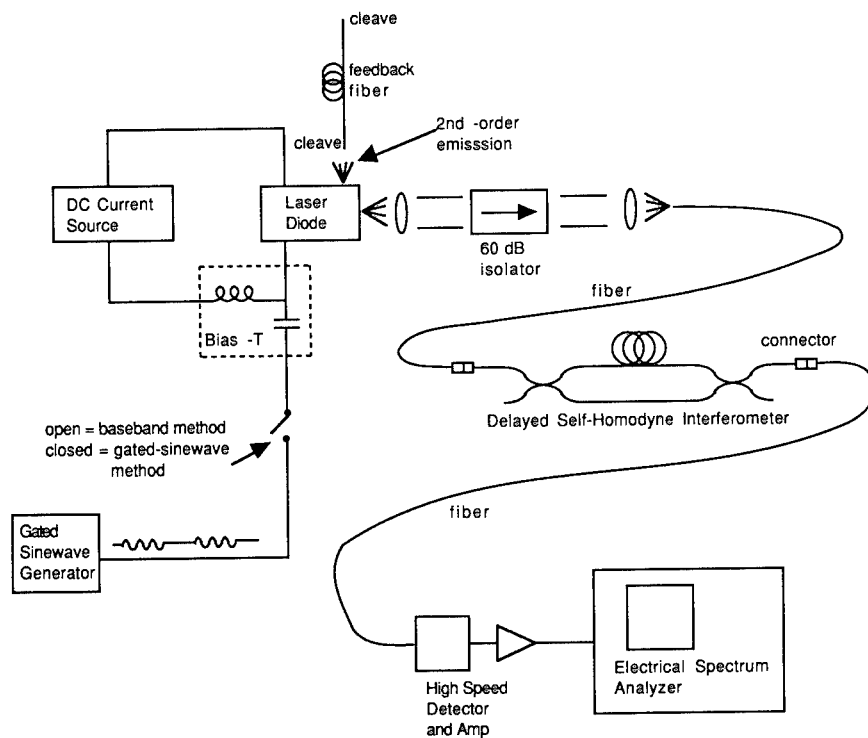 cleave
feedback
fiber
cleave
2nd -order
emisssion
DC Current
Source
Laser
Diode
60 dB
isolator
fiber
Bias -T
connector
Delayed Self-Homodyne Interferometer
open = baseband method
closed = gated-sinewave
method
fiber
Gated
Sinewave
Generator
High Speed
Detector
and Amp
Electrical Spectrum
Analyzer